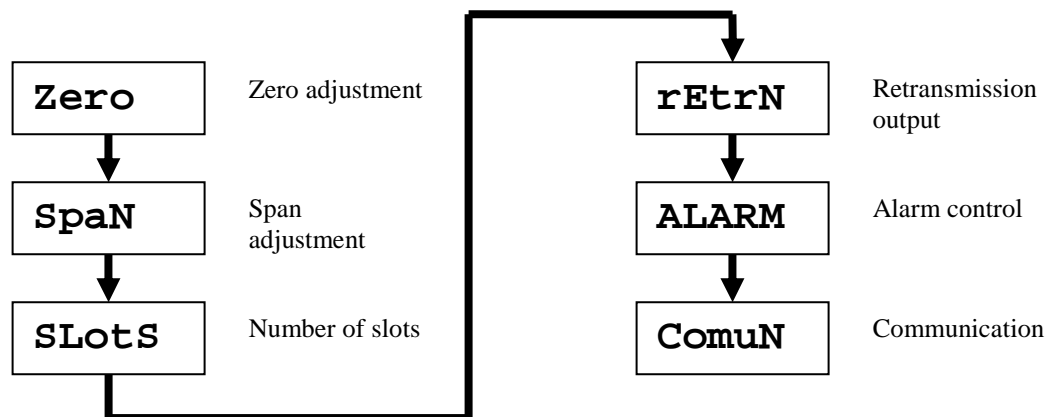 Zero
Zero adjustment
SpaN
Span
adjustment
SLotS
Number of slots
rEtrN
Retransmission
output
ALARM
Alarm control
ComuN
Communication